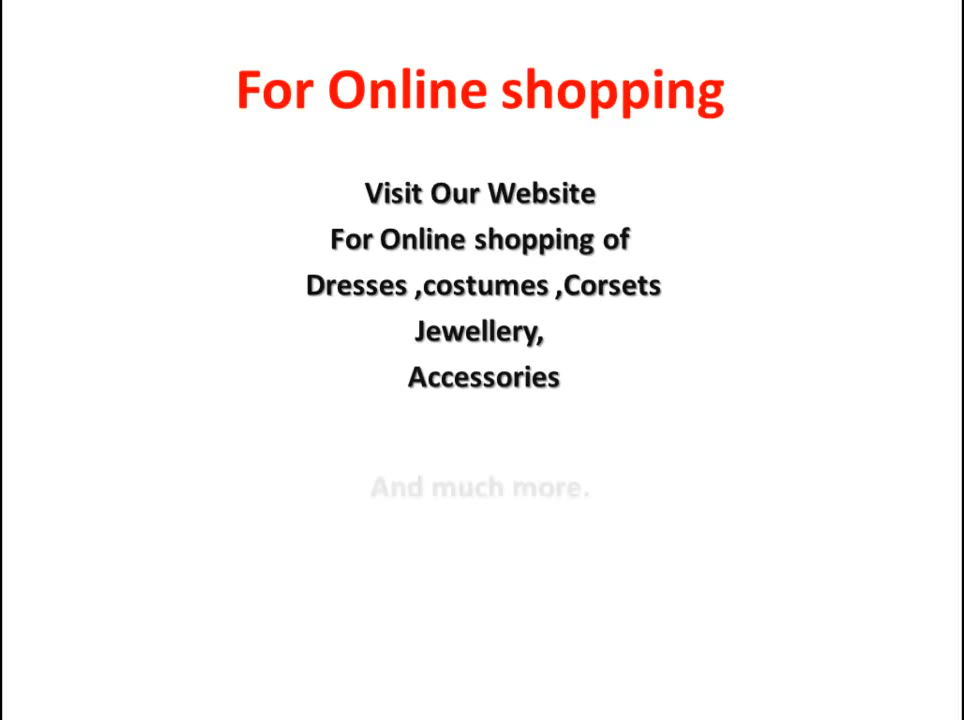 For Online shopping
Visit Our Website
For Online shopping of
Dresses ,costumes ,Corsets
Jewellery,
Accessories
And much more.